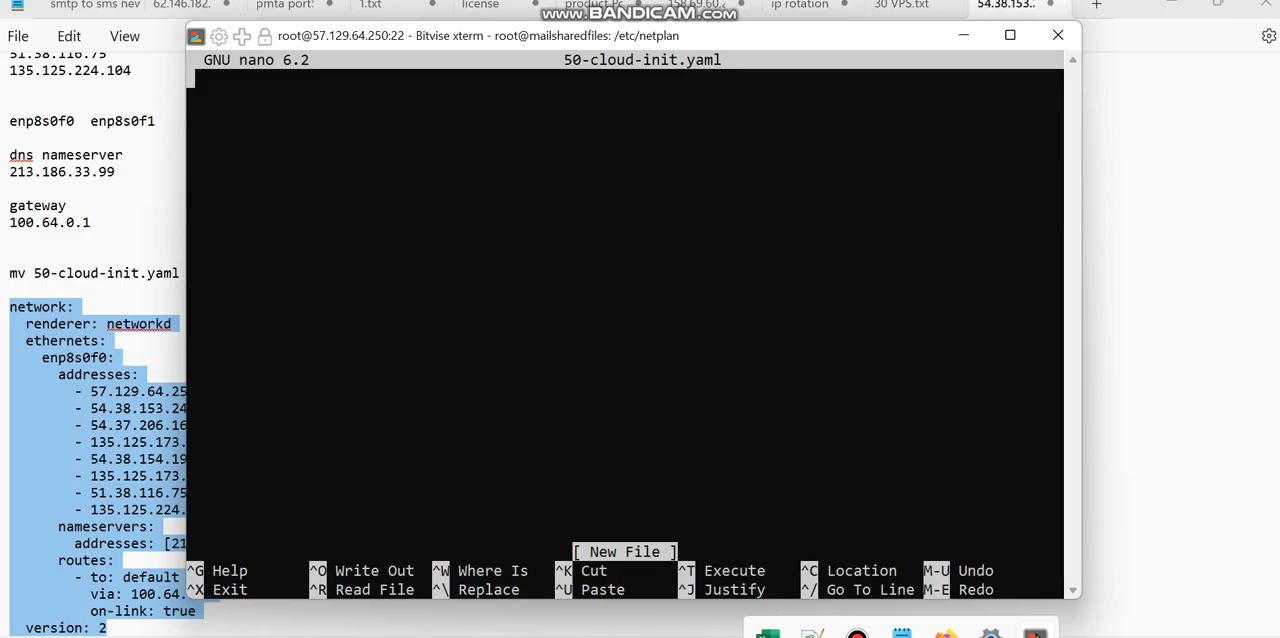 smtp to sms nev 62.146.182. pmta port! 1.txt license product Pc ip rotation 30 VPS.txt 54.38.153.:
www.BANDICAM.com
File Edit View
root@57.129.64.250:22 - Bitvise xterm - root@mailsharedfiles: /etc/netplan
51.38.116.75
GNU nano 6.2 50-cloud-init.yaml
135.125.224.104
enp8s0f0 enp8s0f1
dns nameserver
213.186.33.99
gateway
100.64.0.1
mv 50-cloud-init.yaml
network:
renderer: networkd
ethernets:
enp8s0f0:
addresses:
- 57.129.64.25
- 54.38.153.24
- 54.37.206.16
- 135.125.173.
- 54.38.154.19
- 135.125.173.
- 51.38.116.75
- 135.125.224.
nameservers:
addresses: [21
routes:
- to: default
via: 100.64.
on-link: true
version: 2
[ New File ]
^G Help ^O Write Out ^W Where Is ^K Cut ^T Execute ^C Location M-U Undo
^X Exit ^R Read File ^\ Replace ^U Paste ^J Justify ^/ Go To Line M-E Redo